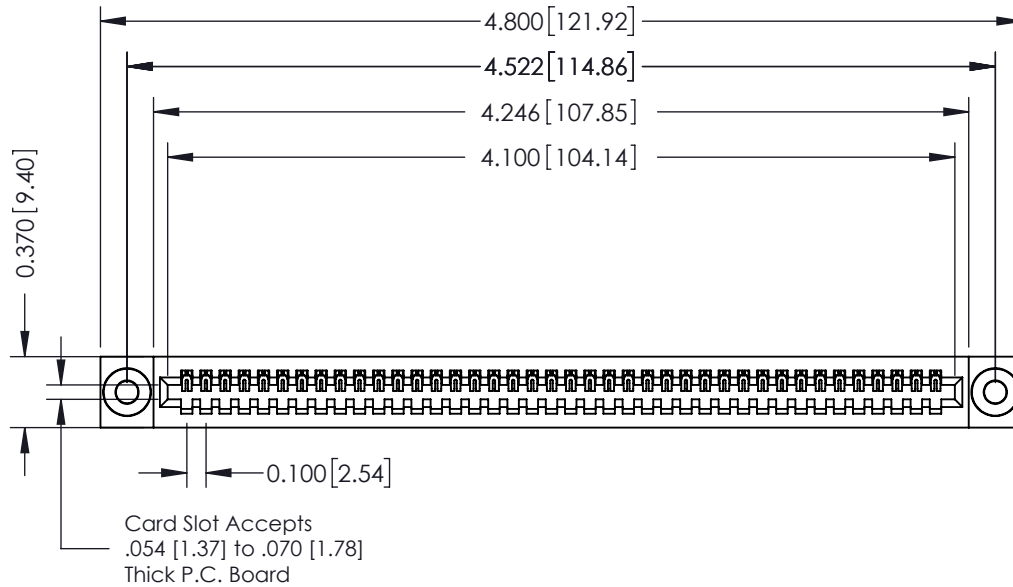 4.800 [121.92]
4.522 [114.86]
4.246 [107.85]
4.100 [104.14]
0.370 [9.40]
0.100 [2.54]
Card Slot Accepts
.054 [1.37] to .070 [1.78]
Thick P.C. Board